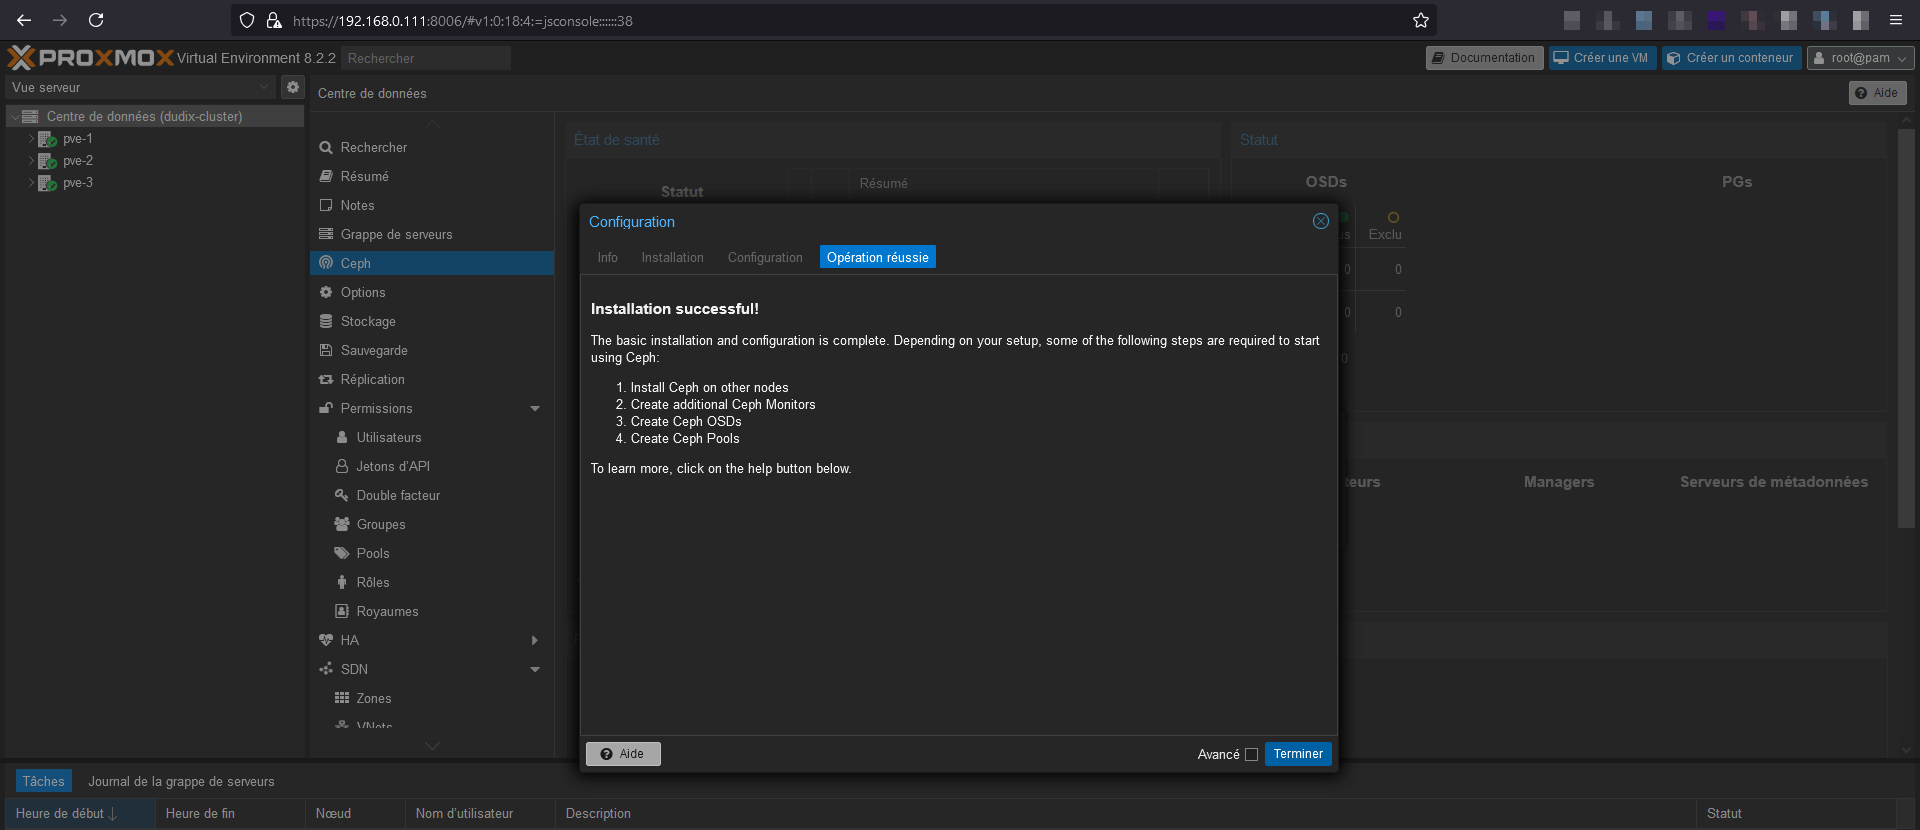 https://192.168.0.111:8006/#v1:0:18:4:=jsconsole::::::38
PROXMOX Virtual Environment 8.2.2 Rechercher
Documentation Créer une VM Créer un conteneur root@pam
Vue serveur
Centre de données
Aide
Centre de données (dudix-cluster)
pve-1
pve-2
pve-3
Rechercher
Résumé
Notes
Grappe de serveurs
Ceph
Options
Stockage
Sauvegarde
Réplication
Permissions
Utilisateurs
Jetons d'API
Double facteur
Groupes
Pools
Rôles
Royaumes
HA
SDN
Zones
VNets
État de santé
Statut
Résumé
Statut
OSDs
PGs
Exclu
0 0
0 0
0
Managers
Serveurs de métadonnées
Configuration
Info Installation Configuration Opération réussie
Installation successful!
The basic installation and configuration is complete. Depending on your setup, some of the following steps are required to start
using Ceph:
1. Install Ceph on other nodes
2. Create additional Ceph Monitors
3. Create Ceph OSDs
4. Create Ceph Pools
To learn more, click on the help button below.
Aide
Avancé Terminer
Tâches Journal de la grappe de serveurs
Heure de début Heure de fin Nœud Nom d'utilisateur Description Statut